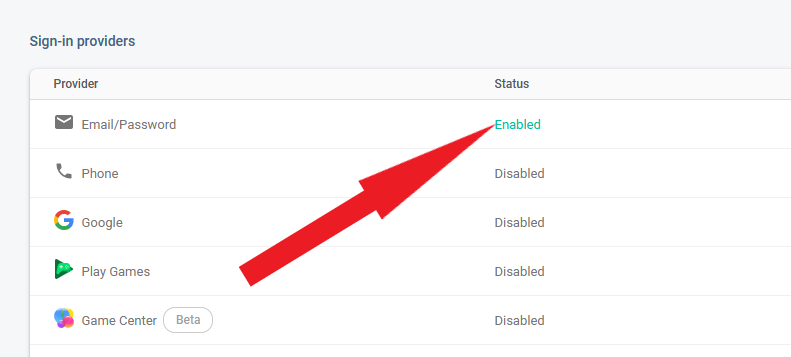 Sign-in providers
Provider Status
Email/Password Enabled
Phone Disabled
Google Disabled
Play Games Disabled
Game Center Beta Disabled